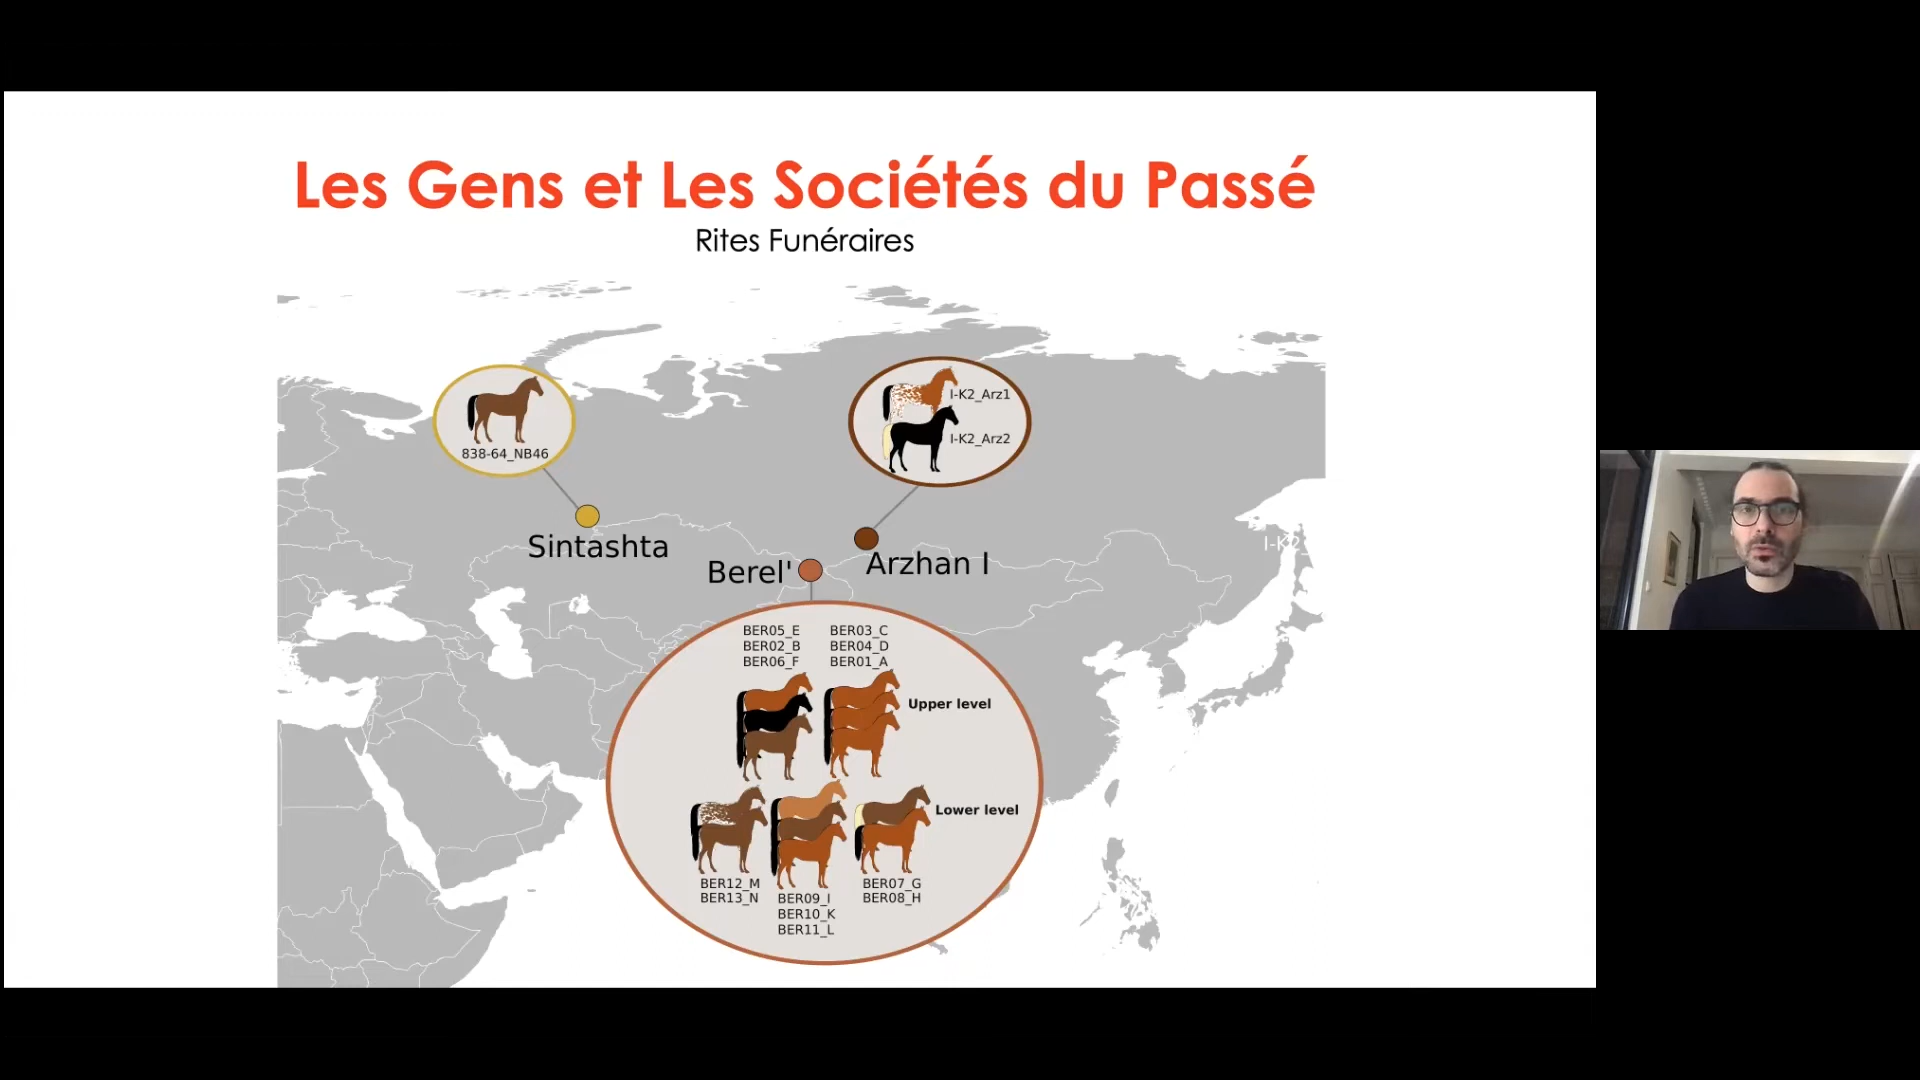 Les Gens et Les Sociétés du Passé
Rites Funéraires
838-64_NB46
I-K2_Arz1
I-K2_Arz2
Sintashta
Berel'
Arzhan I
I-K2_
BER05_E
BER02_B
BER06_F
BER03_C
BER04_D
BER01_A
Upper level
Lower level
BER12_M
BER13_N
BER09_I
BER10_K
BER11_L
BER07_G
BER08_H